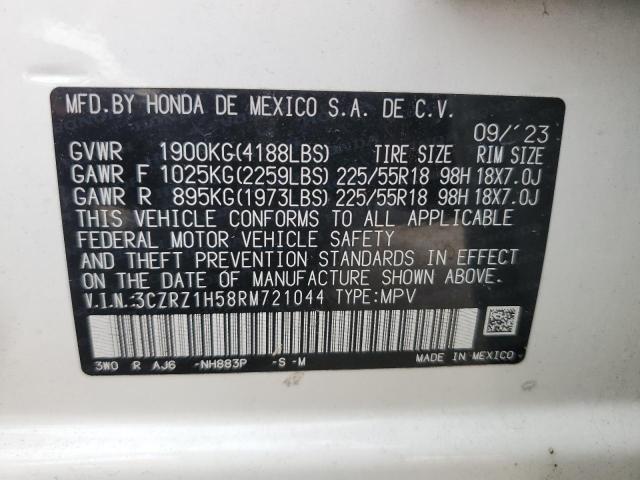 MFD.BY HONDA DE MEXICO S.A. DE C.V.
09/'23
GVWR 1900KG(4188LBS) TIRE SIZE RIM SIZE
GAWR F 1025KG(2259LBS) 225/55R18 98H 18X7.0J
GAWR R 895KG(1973LBS) 225/55R18 98H 18X7.0J
THIS VEHICLE CONFORMS TO ALL APPLICABLE
FEDERAL MOTOR VEHICLE SAFETY
AND THEFT PREVENTION STANDARDS IN EFFECT
ON THE DATE OF MANUFACTURE SHOWN ABOVE.
V.I.N.:3CZRZ1H58RM721044 TYPE:MPV
3W0 R AJ6 -NH883P -S -M MADE IN MEXICO